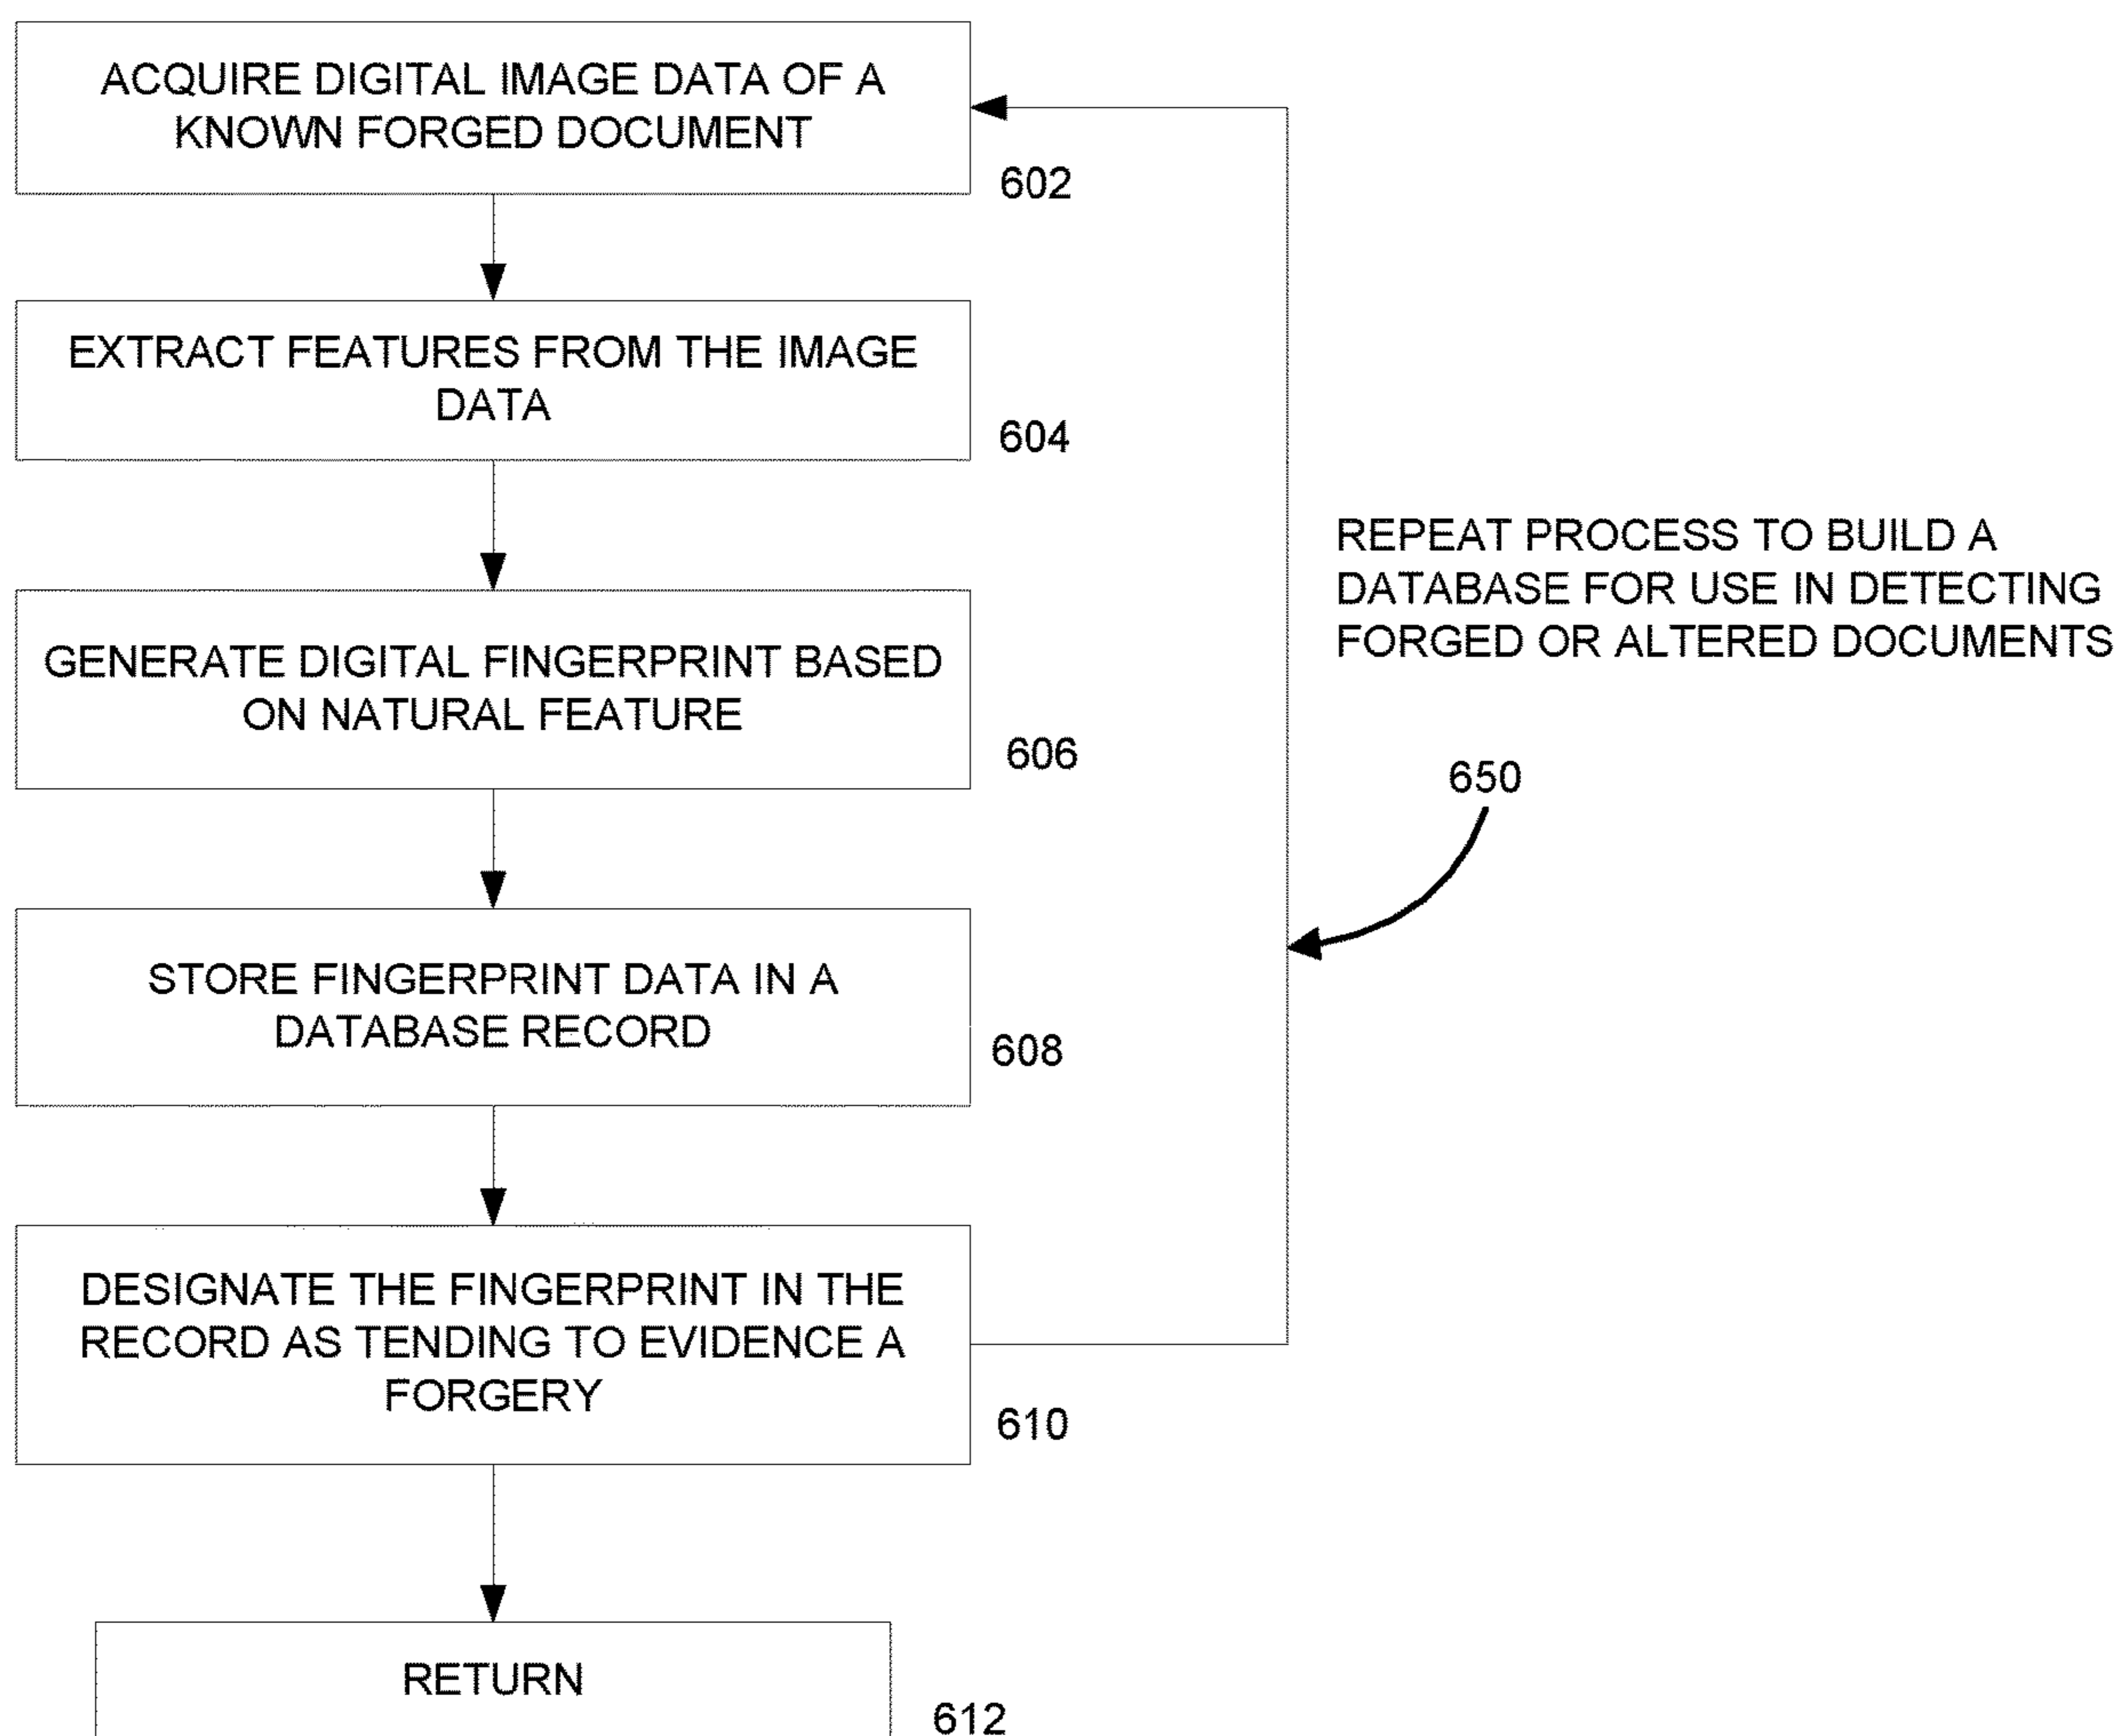 ACQUIRE DIGITAL IMAGE DATA OF A
KNOWN FORGED DOCUMENT
602
EXTRACT FEATURES FROM THE IMAGE
DATA
604
REPEAT PROCESS TO BUILD A
DATABASE FOR USE IN DETECTING
FORGED OR ALTERED DOCUMENTS
GENERATE DIGITAL FINGERPRINT BASED
ON NATURAL FEATURE
606
650
STORE FINGERPRINT DATA IN A
DATABASE RECORD
608
DESIGNATE THE FINGERPRINT IN THE
RECORD AS TENDING TO EVIDENCE A
FORGERY
610
RETURN
612